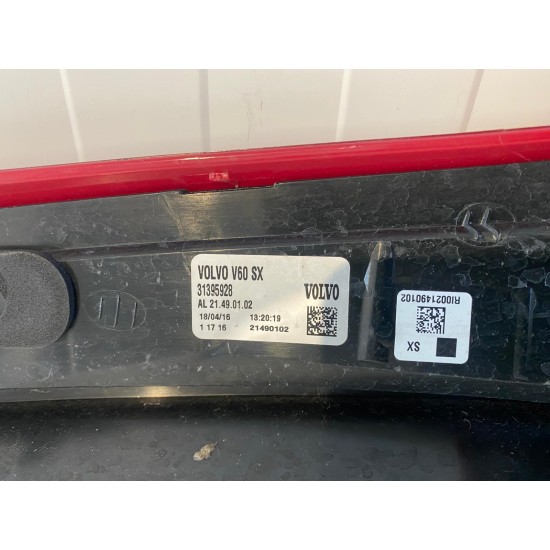 VOLVO V60 SX
31395928
AL 21.49.01.02
VOLVO
18/04/16 13:20:19
1 17 16 21490102
RI0021490102
SX